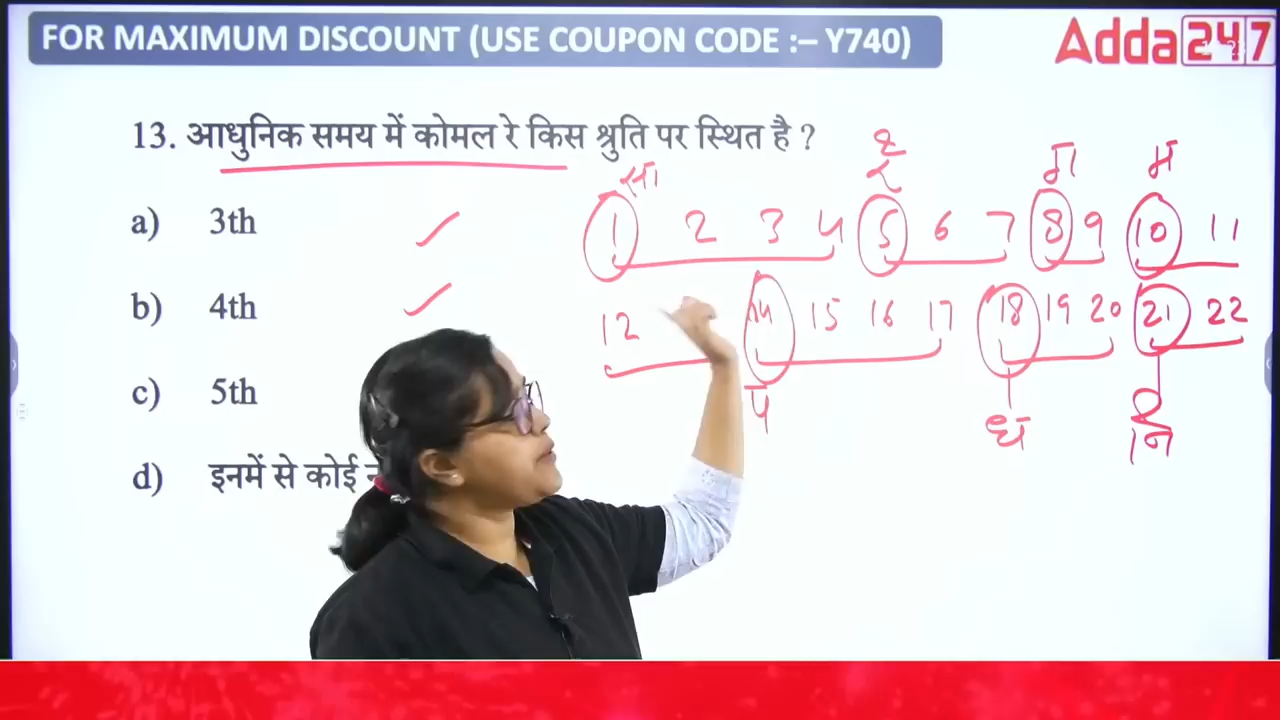 FOR MAXIMUM DISCOUNT (USE COUPON CODE :– Y740)
Adda247
13. आधुनिक समय में कोमल रे किस श्रुति पर स्थित है ?
सा रे ग म
a) 3th
1 2 3 4 5 6 7 8 9 10 11
b) 4th
12 14 15 16 17 18 19 20 21 22
c) 5th
प ध नि
d) इनमें से कोई